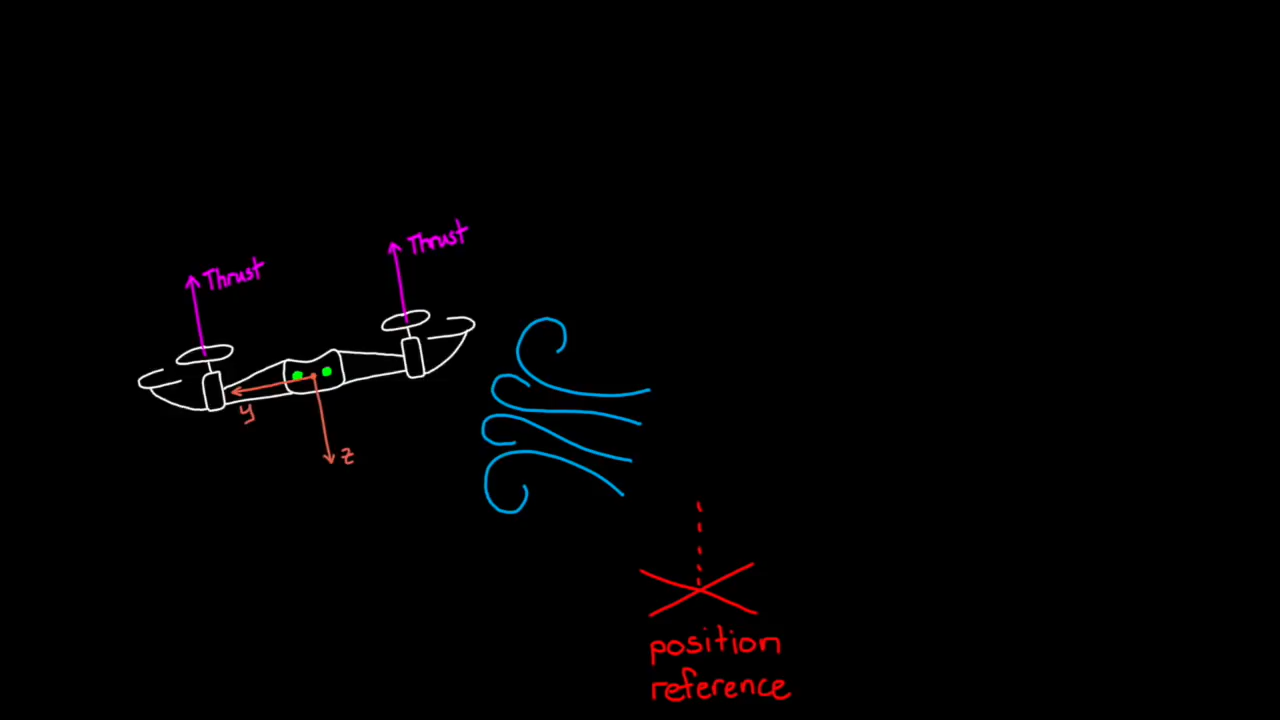 Thrust
Thrust
y
z
position
reference